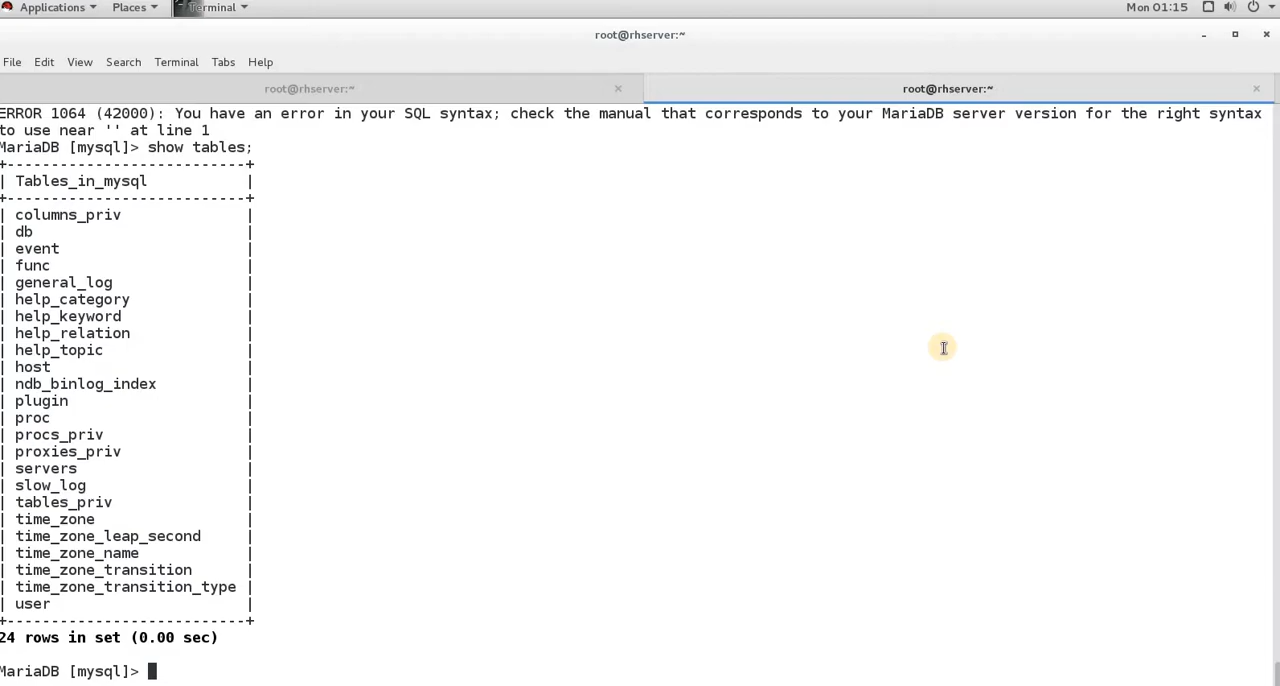 Applications Places Terminal Mon 01:15
root@rhserver:~
File Edit View Search Terminal Tabs Help
root@rhserver:~ × root@rhserver:~ ×
ERROR 1064 (42000): You have an error in your SQL syntax; check the manual that corresponds to your MariaDB server version for the right syntax
to use near '' at line 1
MariaDB [mysql]> show tables;
+---------------------------+
| Tables_in_mysql           |
+---------------------------+
| columns_priv              |
| db                        |
| event                     |
| func                      |
| general_log               |
| help_category             |
| help_keyword              |
| help_relation             |
| help_topic                |
| host                      |
| ndb_binlog_index          |
| plugin                    |
| proc                      |
| procs_priv                |
| proxies_priv              |
| servers                   |
| slow_log                  |
| tables_priv               |
| time_zone                 |
| time_zone_leap_second     |
| time_zone_name            |
| time_zone_transition      |
| time_zone_transition_type |
| user                      |
+---------------------------+
24 rows in set (0.00 sec)
MariaDB [mysql]>